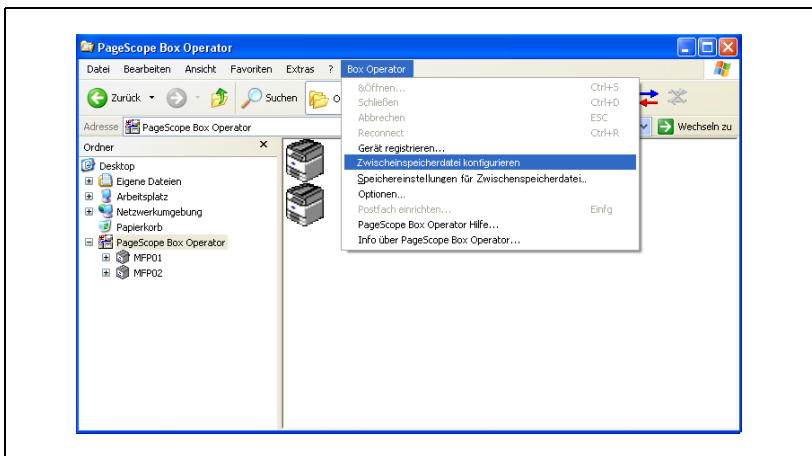 PageScope Box Operator
Datei Bearbeiten Ansicht Favoriten Extras ? Box Operator
Zurück Suchen O
Adresse PageScope Box Operator Wechseln zu
Ordner
Desktop
Eigene Dateien
Arbeitsplatz
Netzwerkumgebung
Papierkorb
PageScope Box Operator
MFP01
MFP02
&Öffnen... Ctrl+S
Schließen Ctrl+D
Abbrechen ESC
Reconnect Ctrl+R
Gerät registrieren...
Zwischeinspeicherdatei konfigurieren
Speichereinstellungen für Zwischenspeicherdatei..
Optionen...
Postfach einrichten... Einfg
PageScope Box Operator Hilfe...
Info über PageScope Box Operator...